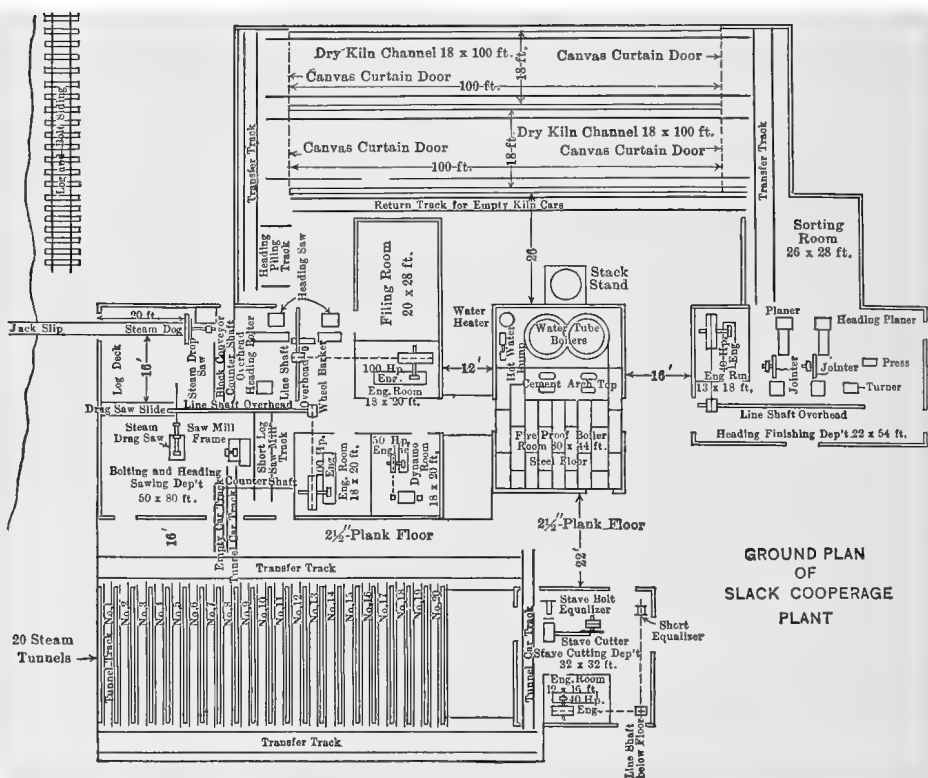 Dry Kiln Channel 18 x 100 ft.
Canvas Curtain Door
Canvas Curtain Door
18-ft.
100-ft.
Dry Kiln Channel 18 x 100 ft.
Canvas Curtain Door
Canvas Curtain Door
18-ft.
100-ft.
Log and Bolt Siding
Transfer Track
Transfer Track
Return Track for Empty Kiln Cars
Sorting
Room
26 x 28 ft.
Heading
Piling
Track
Heading Saw
Filing Room
20 x 28 ft.
26
Stack
Stand
Water
Heater
Hot Water
Pump
Water Tube
Boilers
Cement Arch Top
Fire Proof Boiler
Room 30 x 44 ft.
Steel Floor
12'
16'
20 ft.
Jack Slip
Steam Dog
Log Deck
16'
Steam Drop
Saw
Block Conveyor
Counter Shaft
Overhead
Heading Bolter
Line Shaft
Overhead
Wheel Barker
100 Hp.
Eng.
Eng. Room
18 x 20 ft.
Planer
Heading Planer
40-Hp.
Eng.
Eng Rm.
13 x 18 ft.
Jointer
Jointer
Press
Turner
Line Shaft Overhead
Heading Finishing Dep't. 22 x 54 ft.
Drag Saw Slide
Line Shaft Overhead
Steam
Drag Saw
Saw Mill
Frame
Short Log
Saw Mill
Track
Bolting and Heading
Sawing Dep't
50 x 80 ft.
Counter Shaft
100 Hp.
Eng.
Eng. Room
18 x 20 ft.
50 Hp.
Eng
Dynamo
Room
18 x 20 ft.
16'
Empty Car Track
Tunnel Car Track
2½"-Plank Floor
2½"-Plank Floor
22'
GROUND PLAN
OF
SLACK COOPERAGE
PLANT
Transfer Track
20 Steam
Tunnels
Tunnel Track
No. 1
No. 2
No. 3
No. 4
No. 5
No. 6
No. 7
No. 8
No. 9
No. 10
No. 11
No. 12
No. 13
No. 14
No. 15
No. 16
No. 17
No. 18
No. 19
No. 20
Tunnel Car Track
Stave Bolt
Equalizer
Short
Equalizer
Stave Cutter
Stave Cutting Dep't
32 x 32 ft.
Eng. Room
12 x 16 ft.
40 Hp.
Eng
Line Shaft
below Floor
Transfer Track